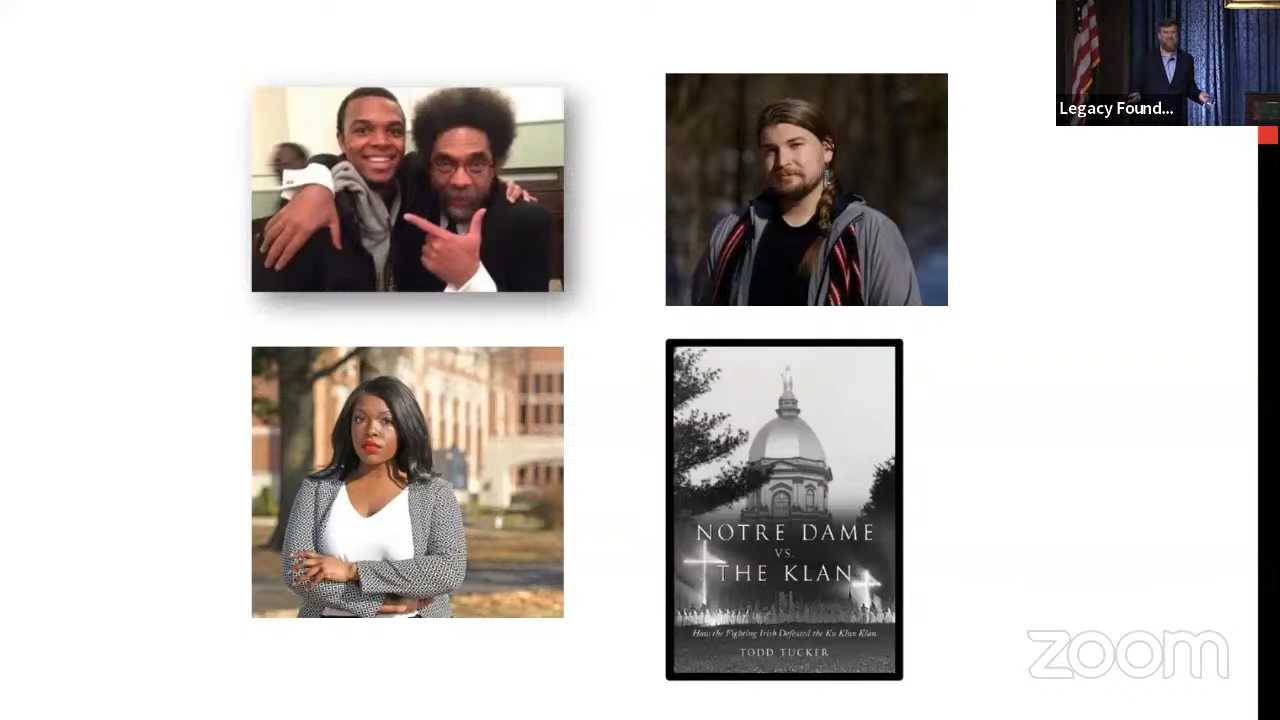 Legacy Found...
NOTRE DAME
VS.
THE KLAN
How the Fighting Irish Defeated the Ku Klux Klan
TODD TUCKER
zoom